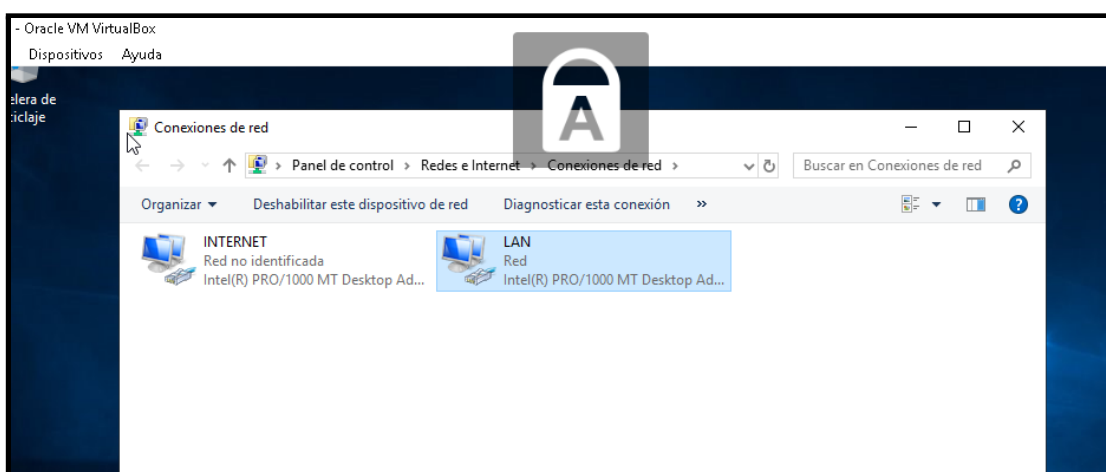 - Oracle VM VirtualBox
Dispositivos Ayuda
elera de
ciclaje
Conexiones de red
A
Panel de control > Redes e Internet > Conexiones de red >
Buscar en Conexiones de red
Organizar Deshabilitar este dispositivo de red Diagnosticar esta conexión »
INTERNET
Red no identificada
Intel(R) PRO/1000 MT Desktop Ad...
LAN
Red
Intel(R) PRO/1000 MT Desktop Ad...